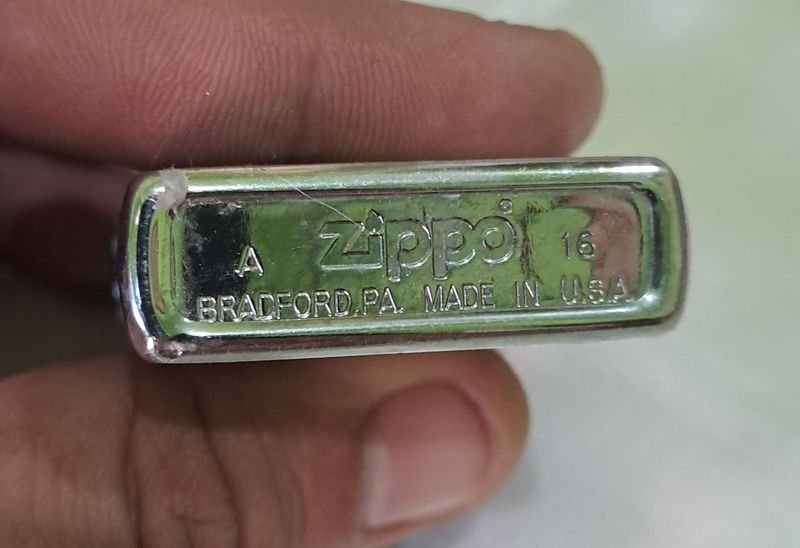 A zippo 16
BRADFORD,PA. MADE IN U.S.A.